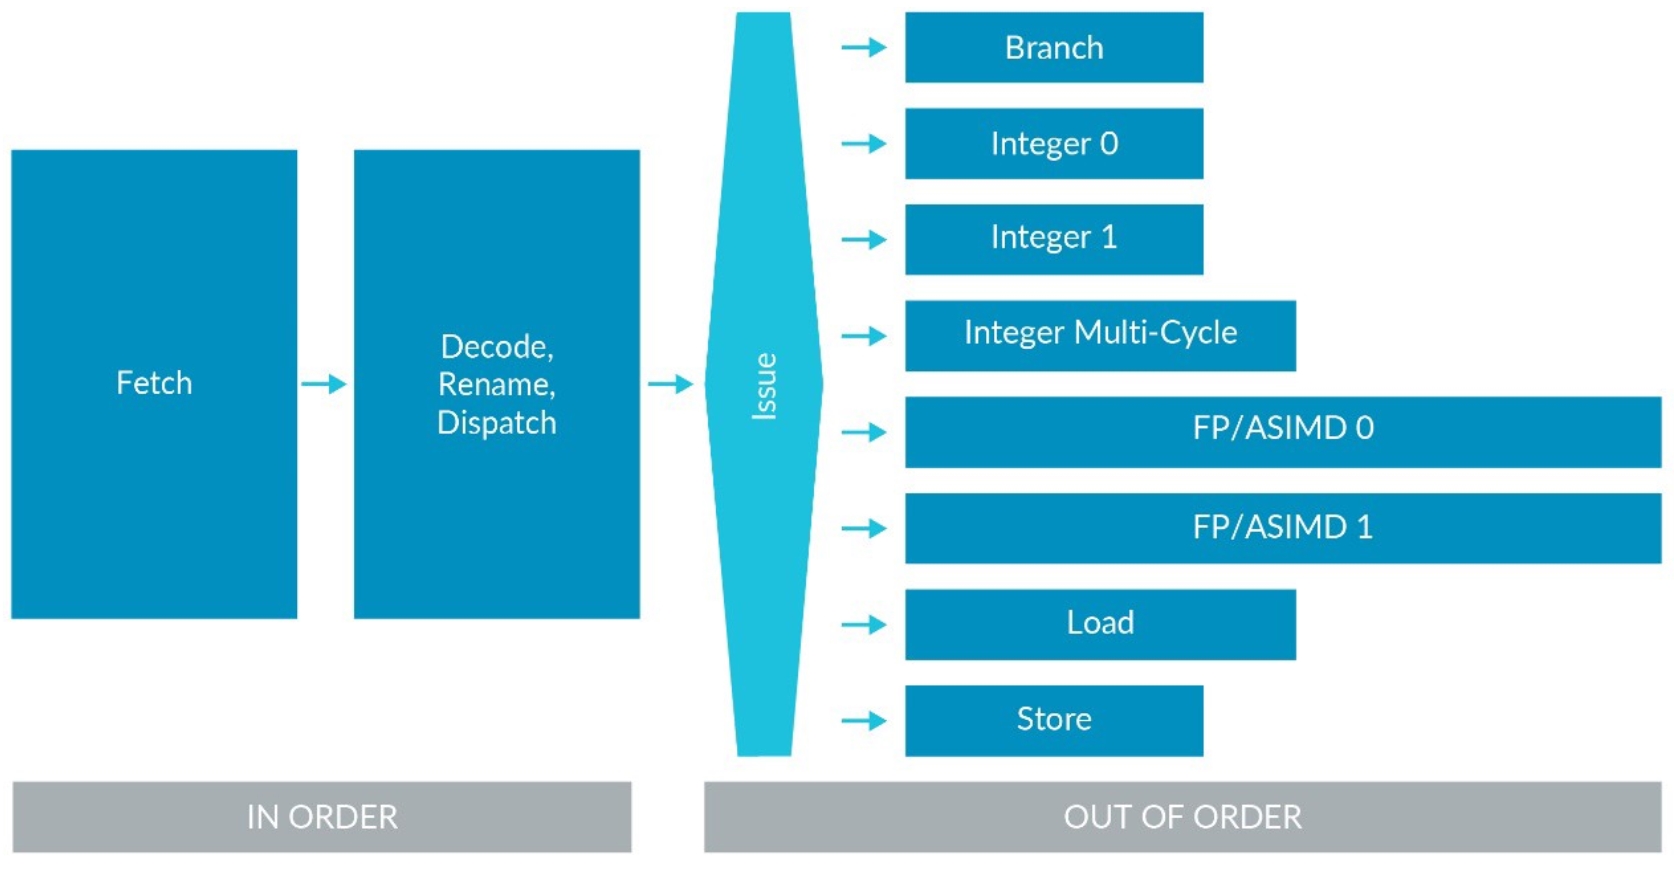 Fetch
Decode,
Rename,
Dispatch
Issue
Branch
Integer 0
Integer 1
Integer Multi-Cycle
FP/ASIMD 0
FP/ASIMD 1
Load
Store
IN ORDER
OUT OF ORDER